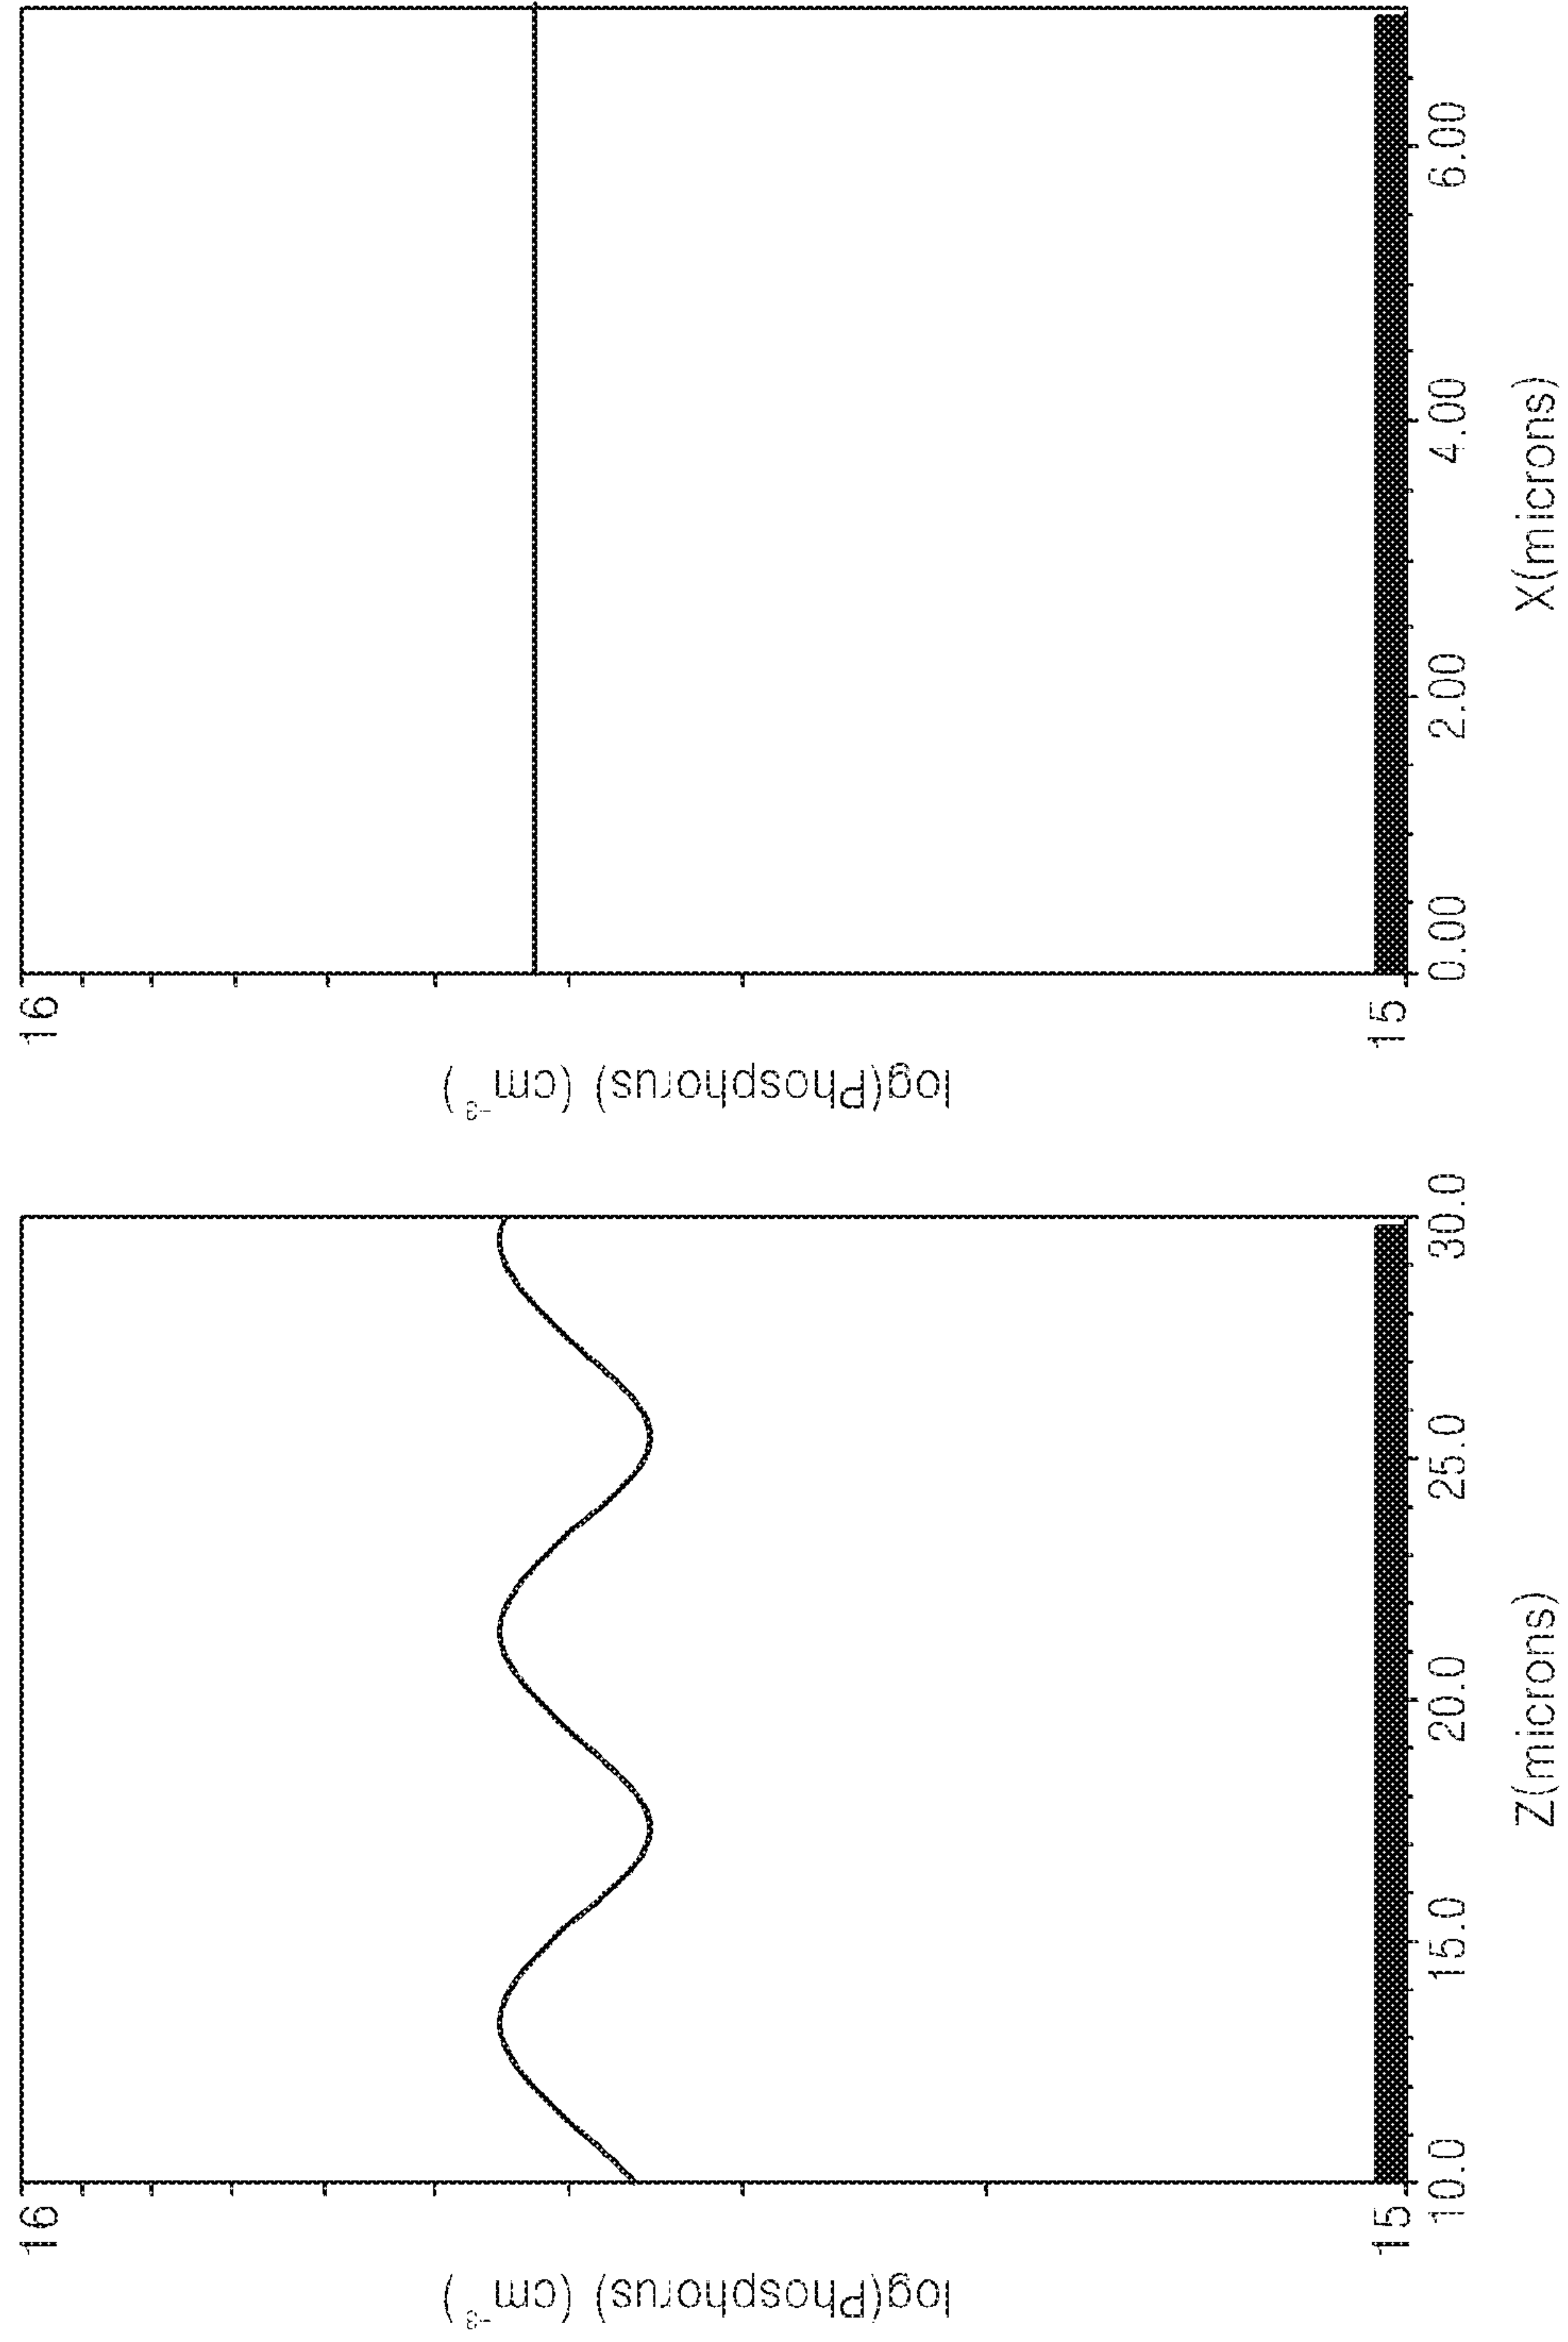 16
15
log(Phosphorus) (cm⁻³)
10.0 15.0 20.0 25.0 30.0
Z(microns)
16
15
log(Phosphorus) (cm⁻³)
0.00 2.00 4.00 6.00
X(microns)